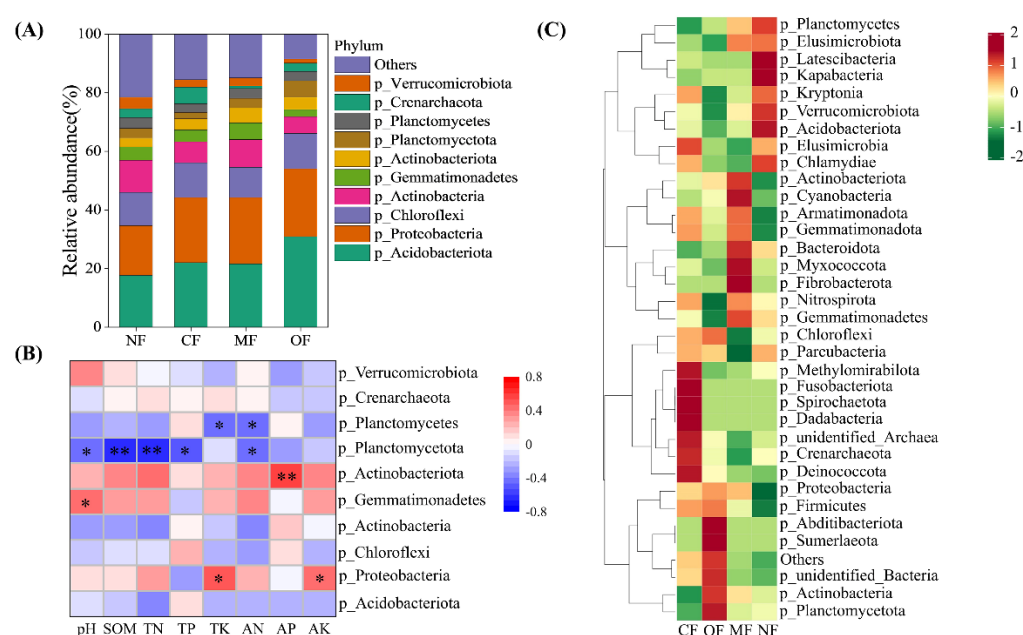 (A)
Relative abundance(%)
100
80
60
40
20
0
NF CF MF OF
Phylum
Others
p_Verrucomicrobiota
p_Crenarchaota
p_Planctomycetes
p_Planctomycetota
p_Actinobacteriota
p_Gemmatimonadetes
p_Actinobacteria
p_Chloroflexi
p_Proteobacteria
p_Acidobacteriota
(B)
p_Verrucomicrobiota
p_Crenarchaeota
p_Planctomycetes
* *
p_Planctomycetota
* ** ** * *
p_Actinobacteriota
**
p_Gemmatimonadetes
*
p_Actinobacteria
p_Chloroflexi
p_Proteobacteria
* *
p_Acidobacteriota
pH SOM TN TP TK AN AP AK
0.8
0.4
0
-0.4
-0.8
(C)
p_Planctomycetes
p_Elusimicrobiota
p_Latescibacteria
p_Kapabacteria
p_Kryptonia
p_Verrucomicrobiota
p_Acidobacteriota
p_Elusimicrobia
p_Chlamydiae
p_Actinobacteriota
p_Cyanobacteria
p_Armatimonadota
p_Gemmatimonadota
p_Bacteroidota
p_Myxococcota
p_Fibrobacterota
p_Nitrospirota
p_Gemmatimonadetes
p_Chloroflexi
p_Parcubacteria
p_Methylomirabilota
p_Fusobacteriota
p_Spirochaetota
p_Dadabacteria
p_unidentified_Archaea
p_Crenarchaeota
p_Deinococcota
p_Proteobacteria
p_Firmicutes
p_Abditibacteriota
p_Sumerlaeota
Others
p_unidentified_Bacteria
p_Actinobacteria
p_Planctomycetota
CF OF MF NF
2
1
0
-1
-2